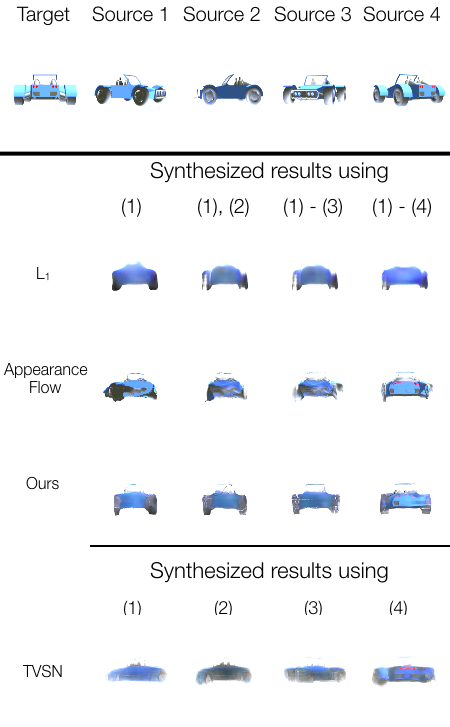 Target Source 1 Source 2 Source 3 Source 4
Synthesized results using
(1) (1), (2) (1) - (3) (1) - (4)
L₁
Appearance
Flow
Ours
Synthesized results using
(1) (2) (3) (4)
TVSN